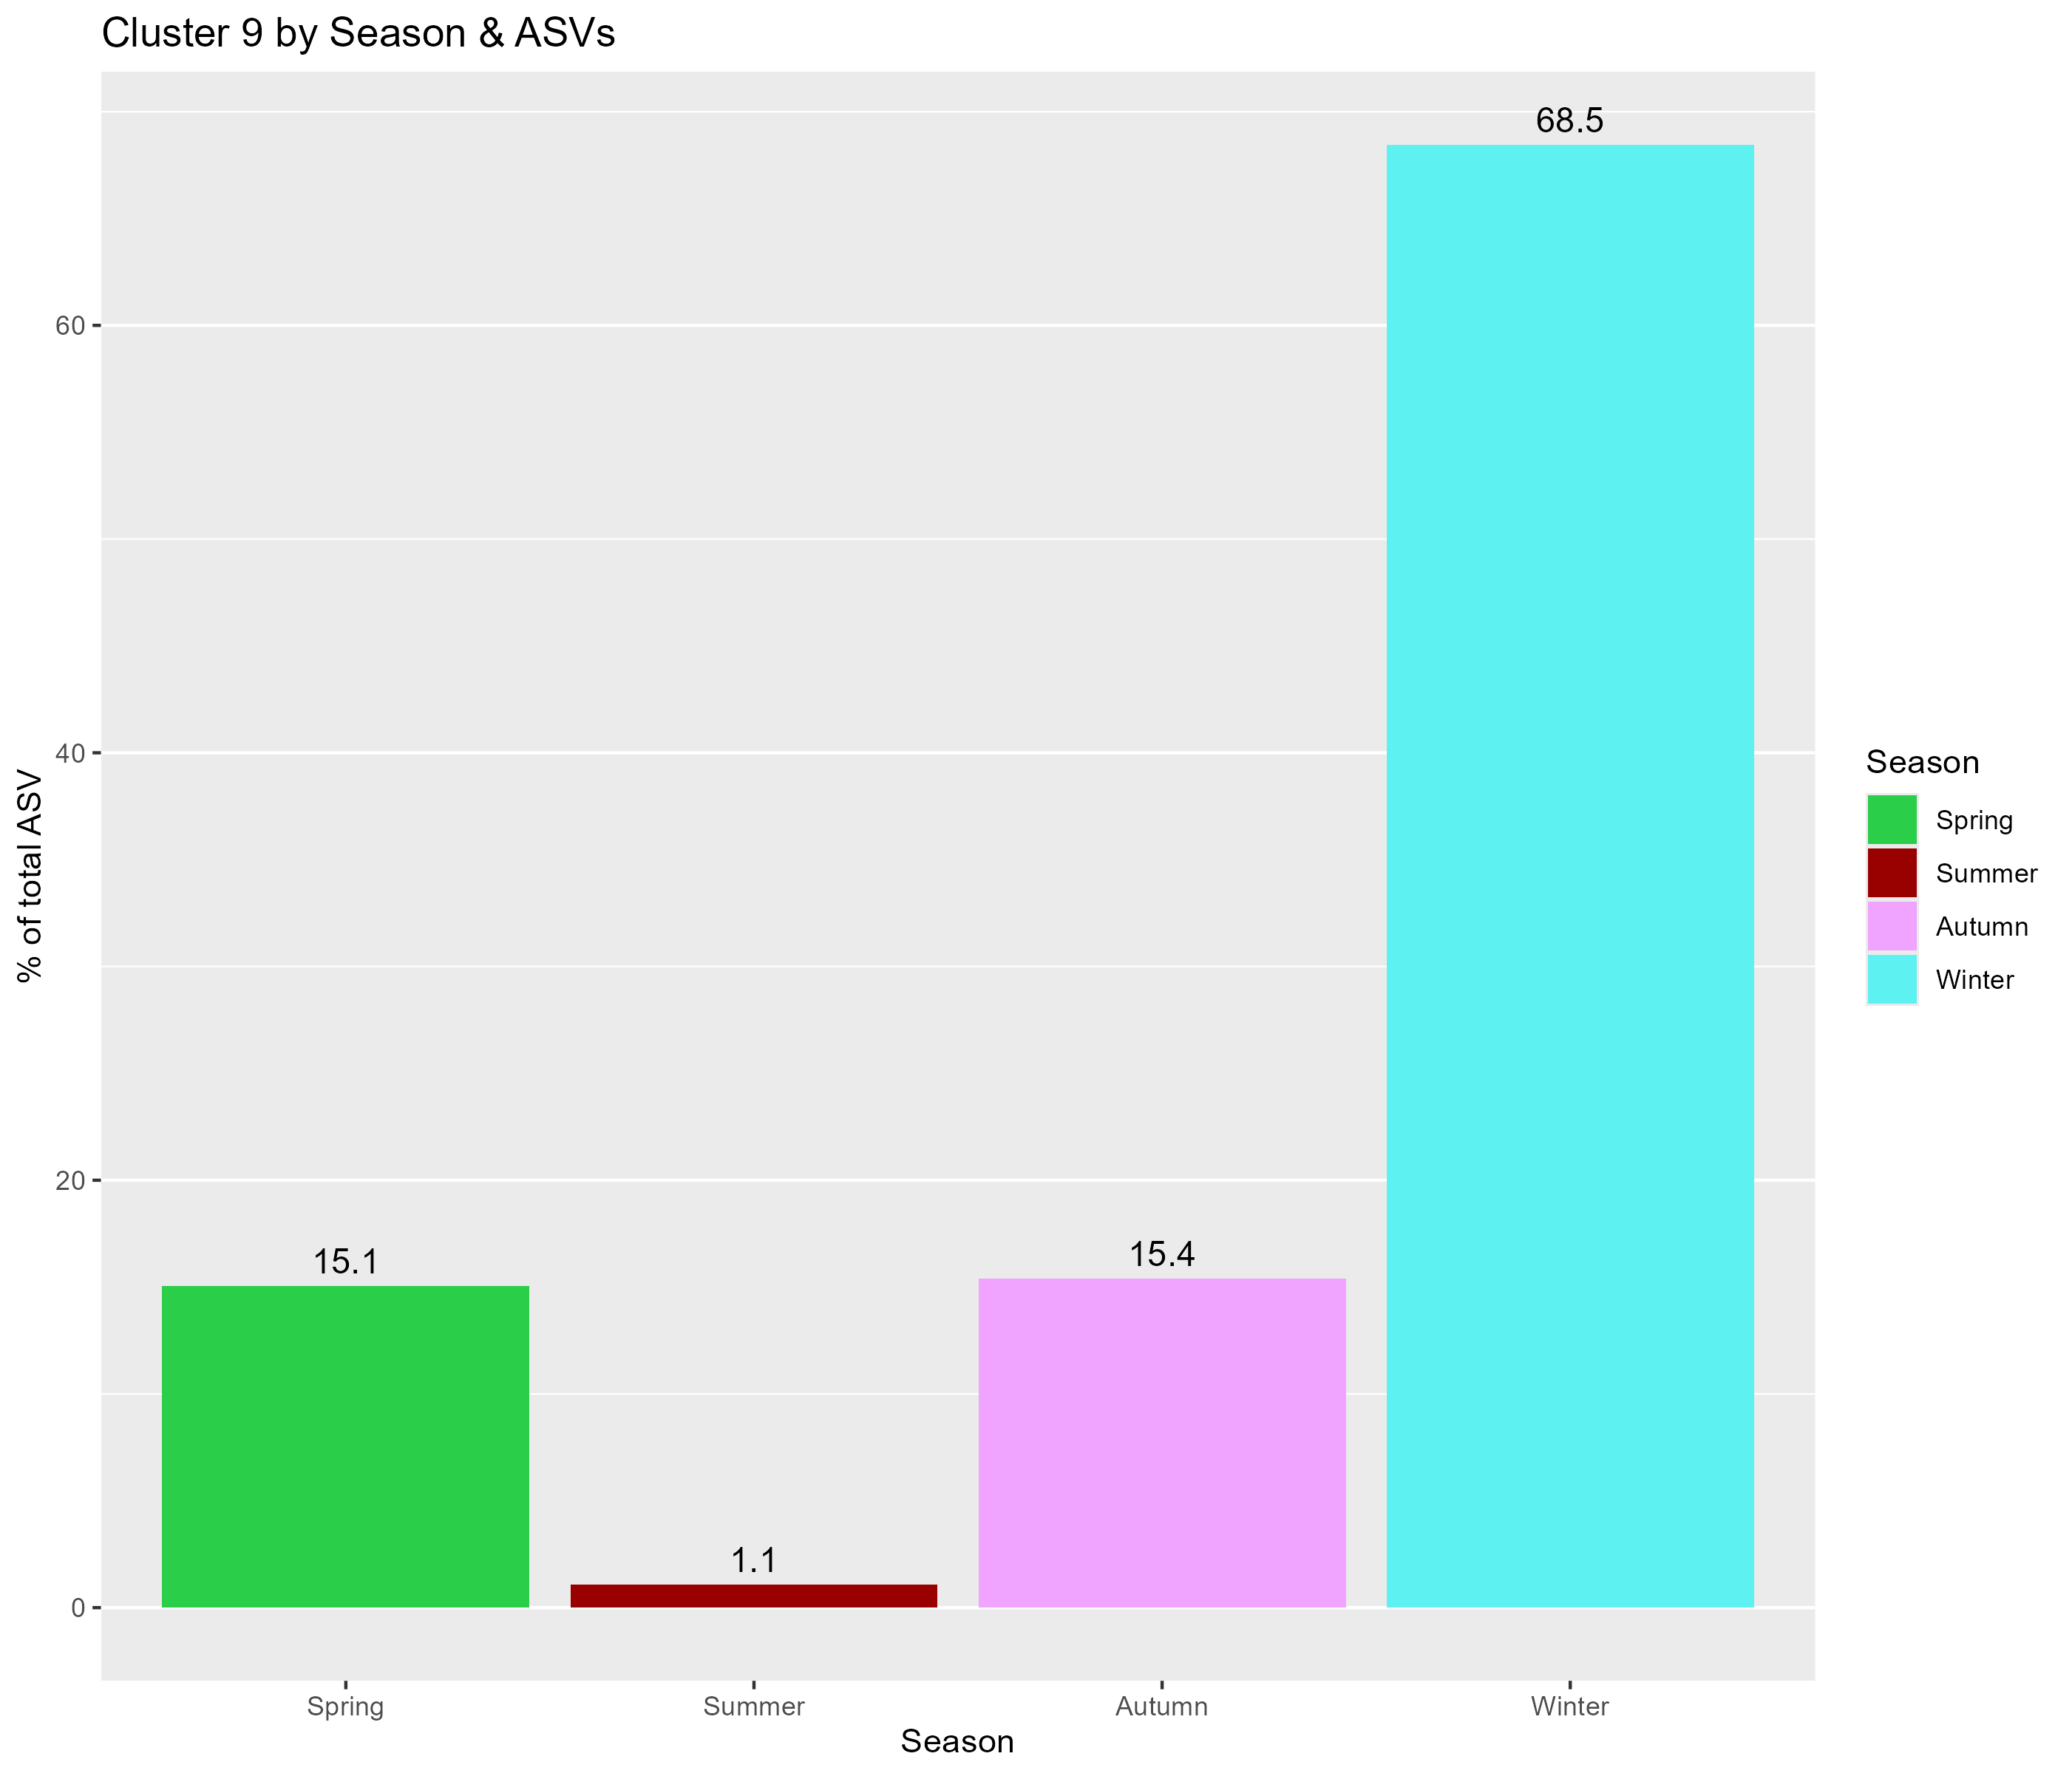 Cluster 9 by Season & ASVs
68.5
60
40
20
0
15.1
1.1
15.4
% of total ASV
Spring
Summer
Autumn
Winter
Season
Season
Spring
Summer
Autumn
Winter